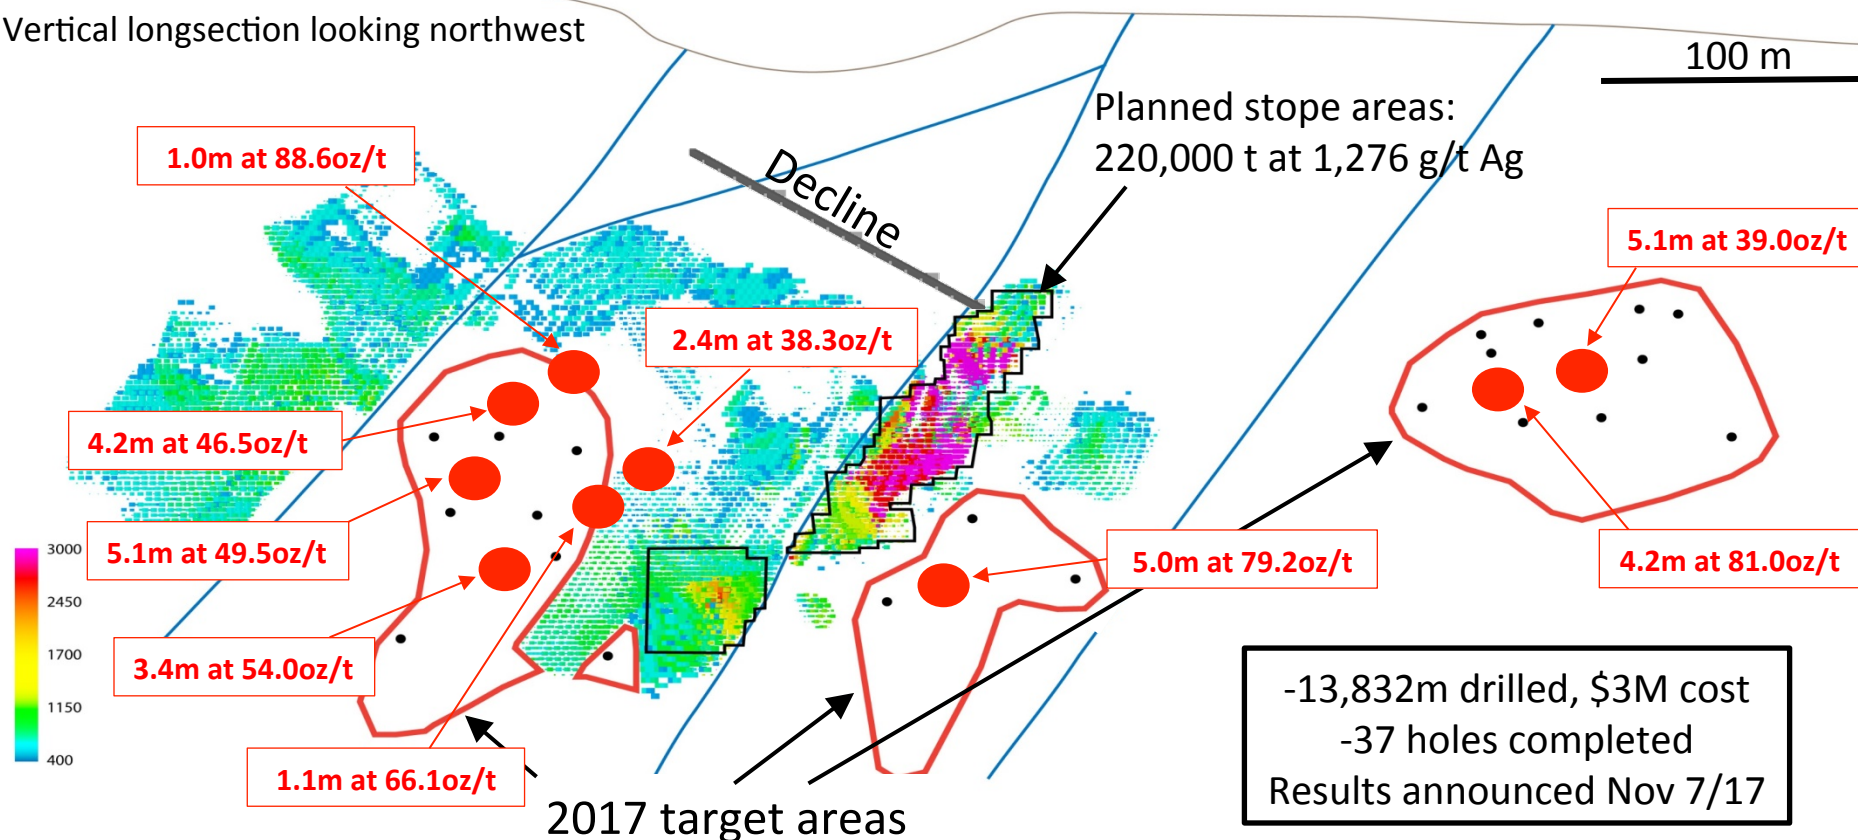 Vertical longsection looking northwest
100 m
Planned stope areas:
220,000 t at 1,276 g/t Ag
1.0m at 88.6oz/t
Decline
5.1m at 39.0oz/t
2.4m at 38.3oz/t
4.2m at 46.5oz/t
5.1m at 49.5oz/t
5.0m at 79.2oz/t
4.2m at 81.0oz/t
3000
2450
1700
1150
400
3.4m at 54.0oz/t
1.1m at 66.1oz/t
2017 target areas
-13,832m drilled, $3M cost
-37 holes completed
Results announced Nov 7/17